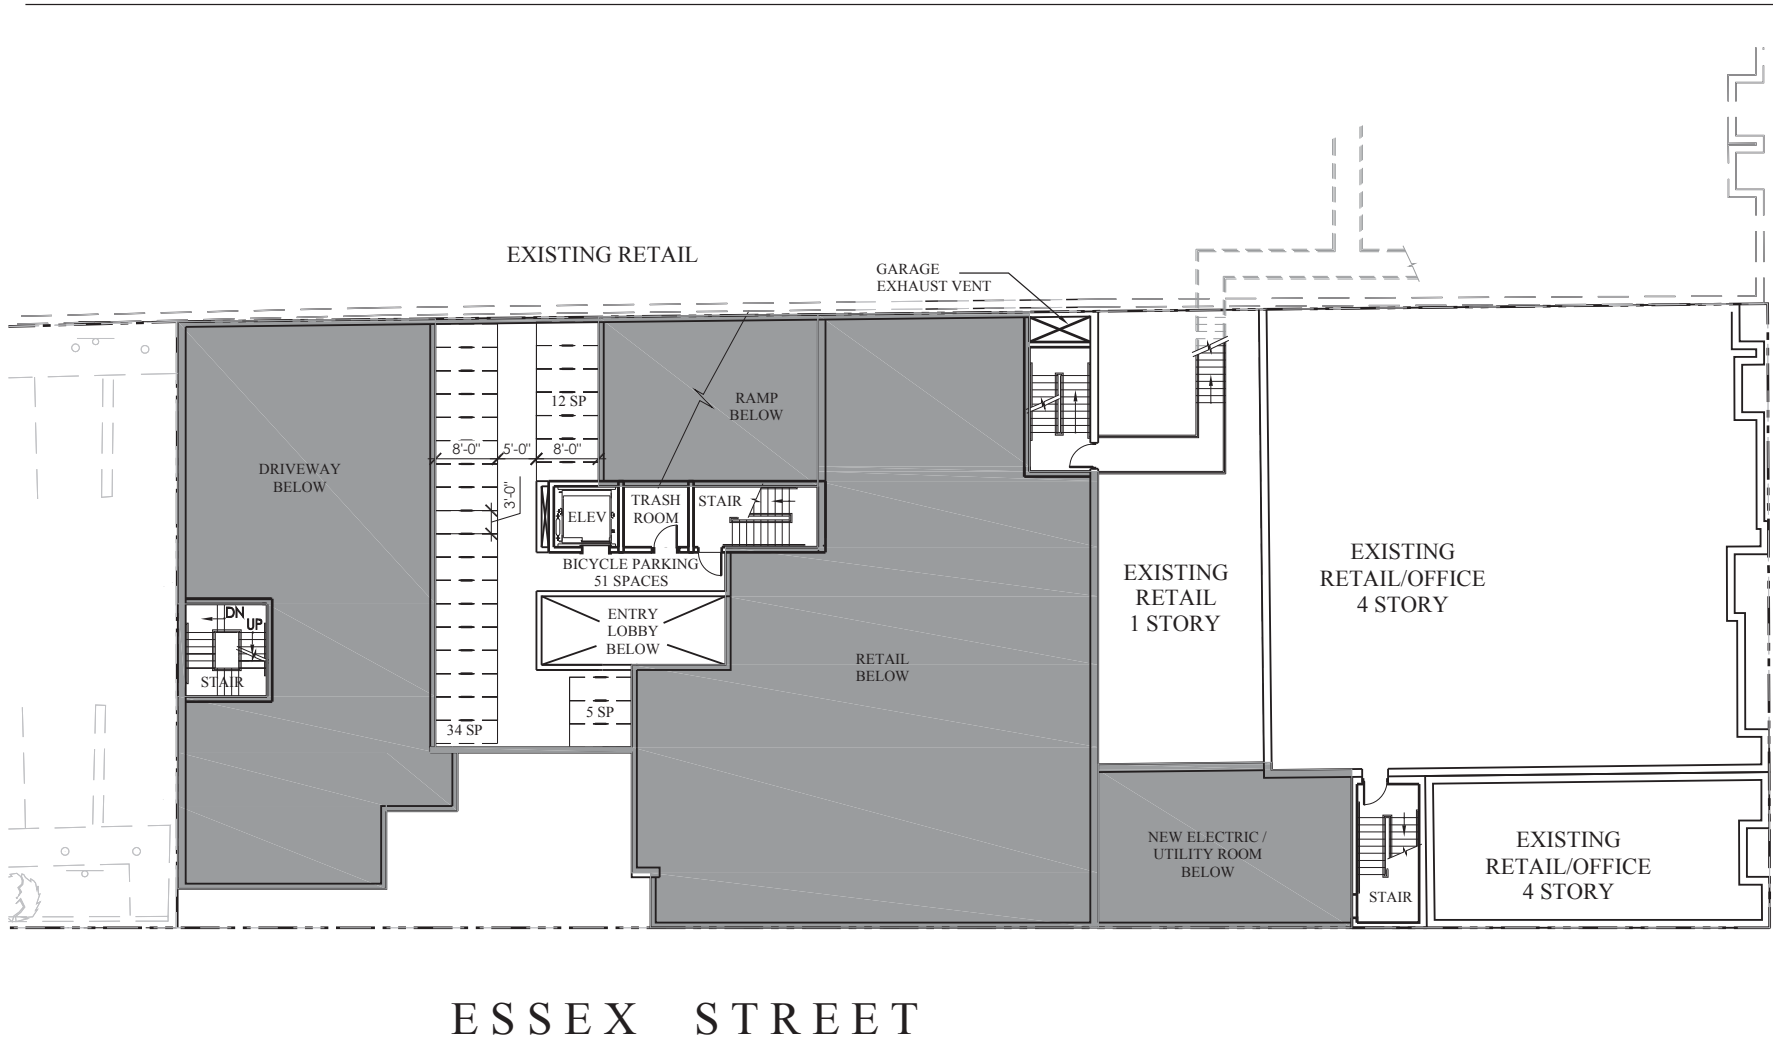 EXISTING RETAIL
GARAGE
EXHAUST VENT
12 SP
RAMP
BELOW
8'-0"
5'-0"
8'-0"
DRIVEWAY
BELOW
3'-0"
ELEV
TRASH
ROOM
STAIR
BICYCLE PARKING
51 SPACES
EXISTING
RETAIL
1 STORY
EXISTING
RETAIL/OFFICE
4 STORY
DN
UP
STAIR
ENTRY
LOBBY
BELOW
RETAIL
BELOW
5 SP
34 SP
NEW ELECTRIC /
UTILITY ROOM
BELOW
STAIR
EXISTING
RETAIL/OFFICE
4 STORY
ESSEX STREET